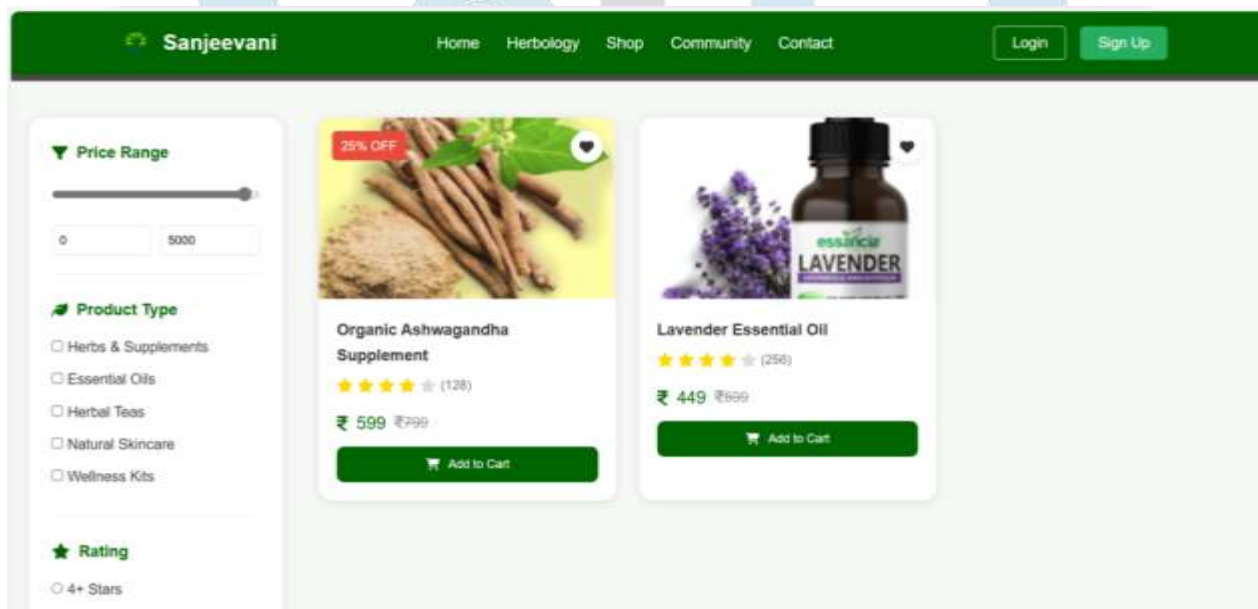 Sanjeevani
Home Herbology Shop Community Contact
Login Sign Up
Price Range
0 5000
Product Type
Herbs & Supplements
Essential Oils
Herbal Teas
Natural Skincare
Wellness Kits
Rating
4+ Stars
25% OFF
Organic Ashwagandha
Supplement
(128)
₹ 599 ₹799
Add to Cart
essancia
LAVENDER
Lavender Essential Oil
(256)
₹ 449 ₹599
Add to Cart